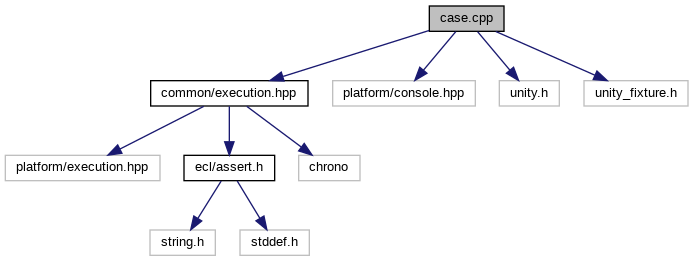 case.cpp
common/execution.hpp
platform/console.hpp
unity.h
unity_fixture.h
platform/execution.hpp
ecl/assert.h
chrono
string.h
stddef.h